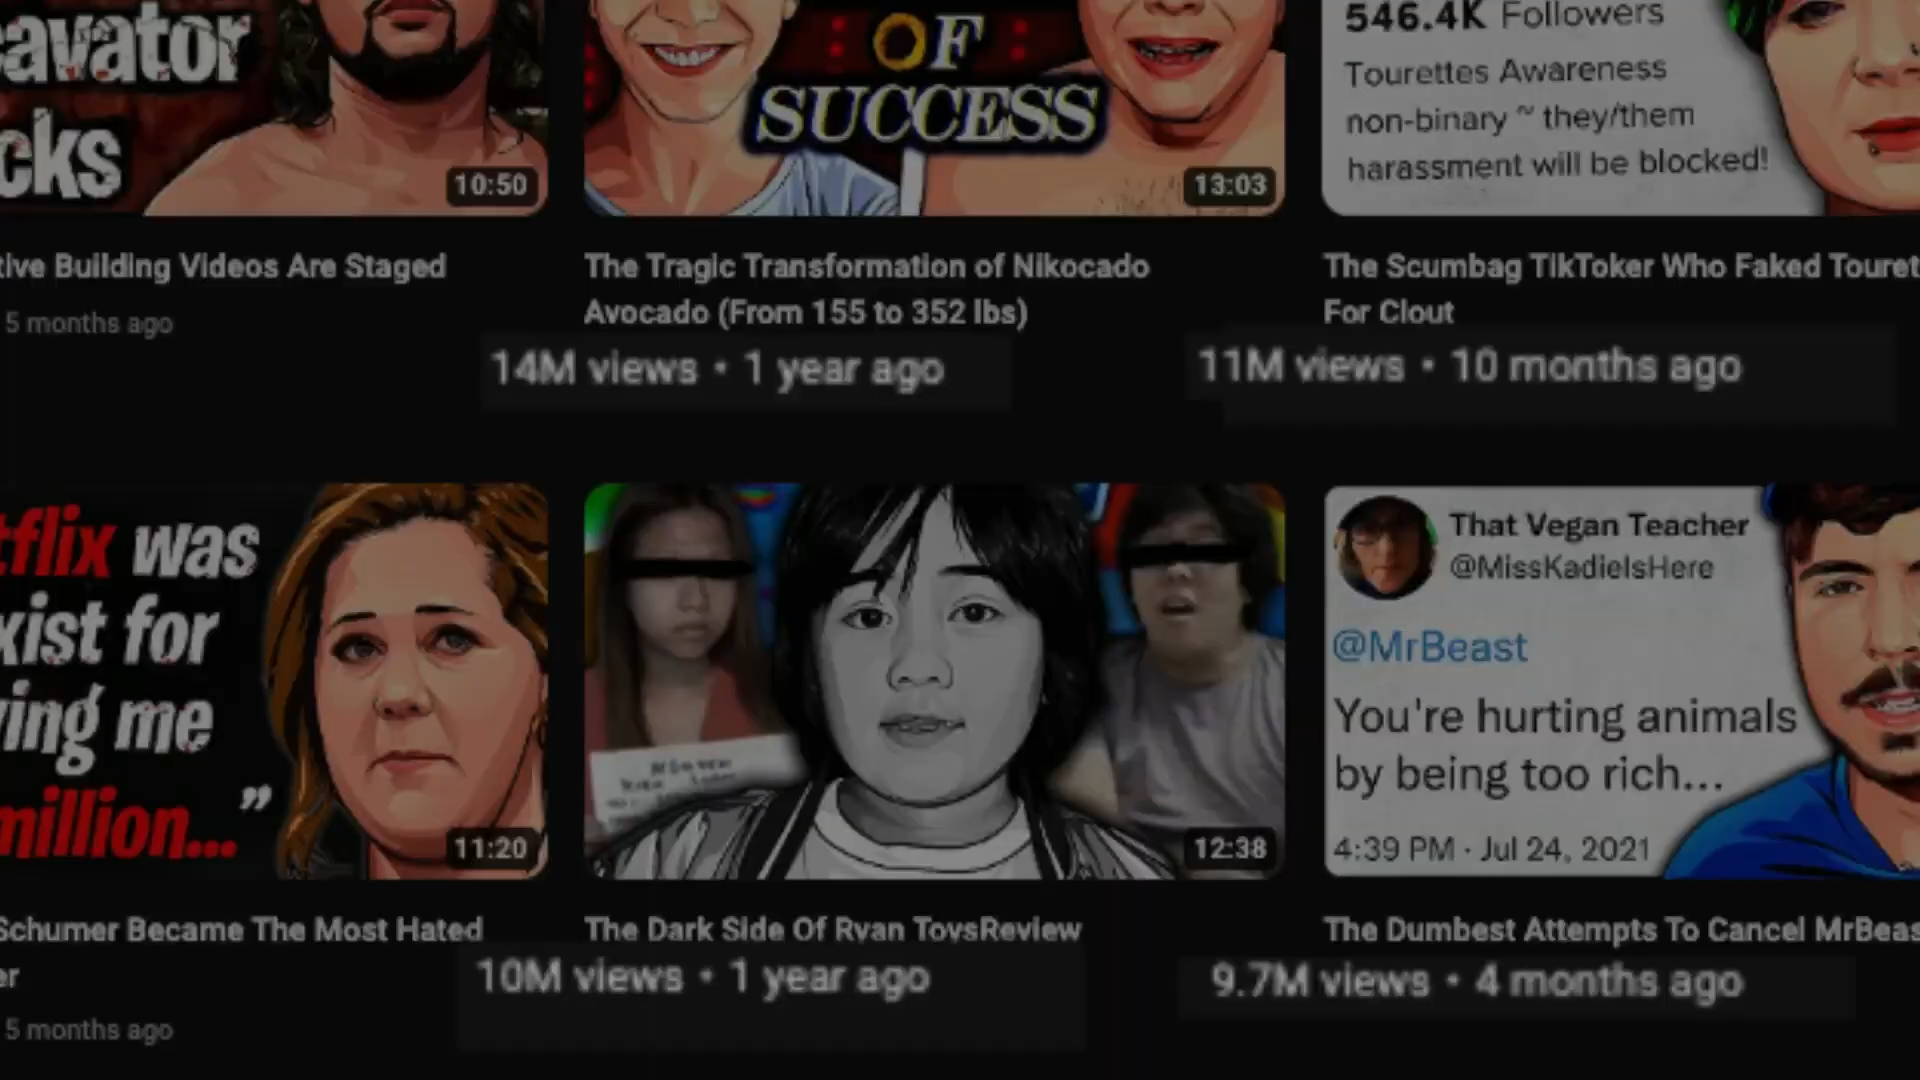 cavator
cks
10:50
OF
SUCCESS
13:03
546.4K Followers
Tourettes Awareness
non-binary ~ they/them
harassment will be blocked!
tive Building Videos Are Staged
5 months ago
The Tragic Transformation of Nikocado
Avocado (From 155 to 352 lbs)
14M views • 1 year ago
The Scumbag TikToker Who Faked Touret
For Clout
11M views • 10 months ago
tflix was
xist for
ving me
million..."
11:20
12:38
That Vegan Teacher
@MissKadieIsHere
@MrBeast
You're hurting animals
by being too rich...
4:39 PM · Jul 24, 2021
Schumer Became The Most Hated
er
5 months ago
The Dark Side Of Ryan ToysReview
10M views • 1 year ago
The Dumbest Attempts To Cancel MrBeas
9.7M views • 4 months ago